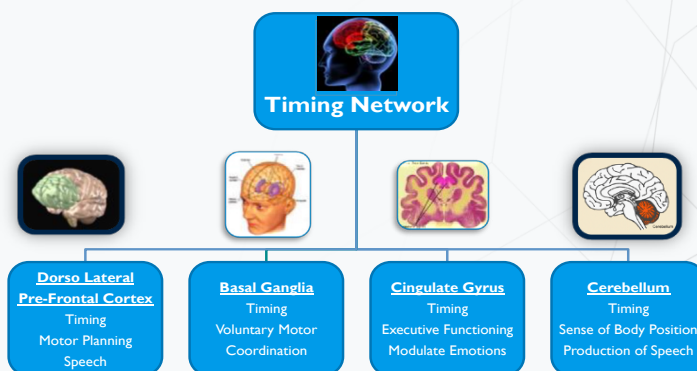 Timing Network
Dorso Lateral
Pre-Frontal Cortex
Timing
Motor Planning
Speech
Basal Ganglia
Timing
Voluntary Motor
Coordination
Cingulate Gyrus
Timing
Executive Functioning
Modulate Emotions
Cerebellum
Cerebellum
Timing
Sense of Body Position
Production of Speech